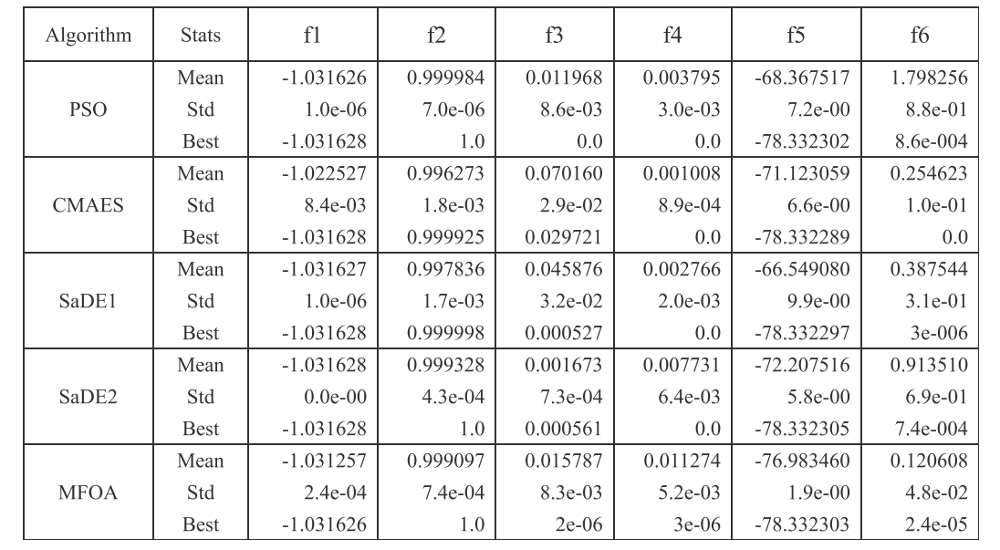 Algorithm Stats f1 f2 f3 f4 f5 f6
Mean -1.031626 0.999984 0.011968 0.003795 -68.367517 1.798256
PSO Std 1.0e-06 7.0e-06 8.6e-03 3.0e-03 7.2e-00 8.8e-01
Best -1.031628 1.0 0.0 0.0 -78.332302 8.6e-004
Mean -1.022527 0.996273 0.070160 0.001008 -71.123059 0.254623
CMAES Std 8.4e-03 1.8e-03 2.9e-02 8.9e-04 6.6e-00 1.0e-01
Best -1.031628 0.999925 0.029721 0.0 -78.332289 0.0
Mean -1.031627 0.997836 0.045876 0.002766 -66.549080 0.387544
SaDE1 Std 1.0e-06 1.7e-03 3.2e-02 2.0e-03 9.9e-00 3.1e-01
Best -1.031628 0.999998 0.000527 0.0 -78.332297 3e-006
Mean -1.031628 0.999328 0.001673 0.007731 -72.207516 0.913510
SaDE2 Std 0.0e-00 4.3e-04 7.3e-04 6.4e-03 5.8e-00 6.9e-01
Best -1.031628 1.0 0.000561 0.0 -78.332305 7.4e-004
Mean -1.031257 0.999097 0.015787 0.011274 -76.983460 0.120608
MFOA Std 2.4e-04 7.4e-04 8.3e-03 5.2e-03 1.9e-00 4.8e-02
Best -1.031626 1.0 2e-06 3e-06 -78.332303 2.4e-05